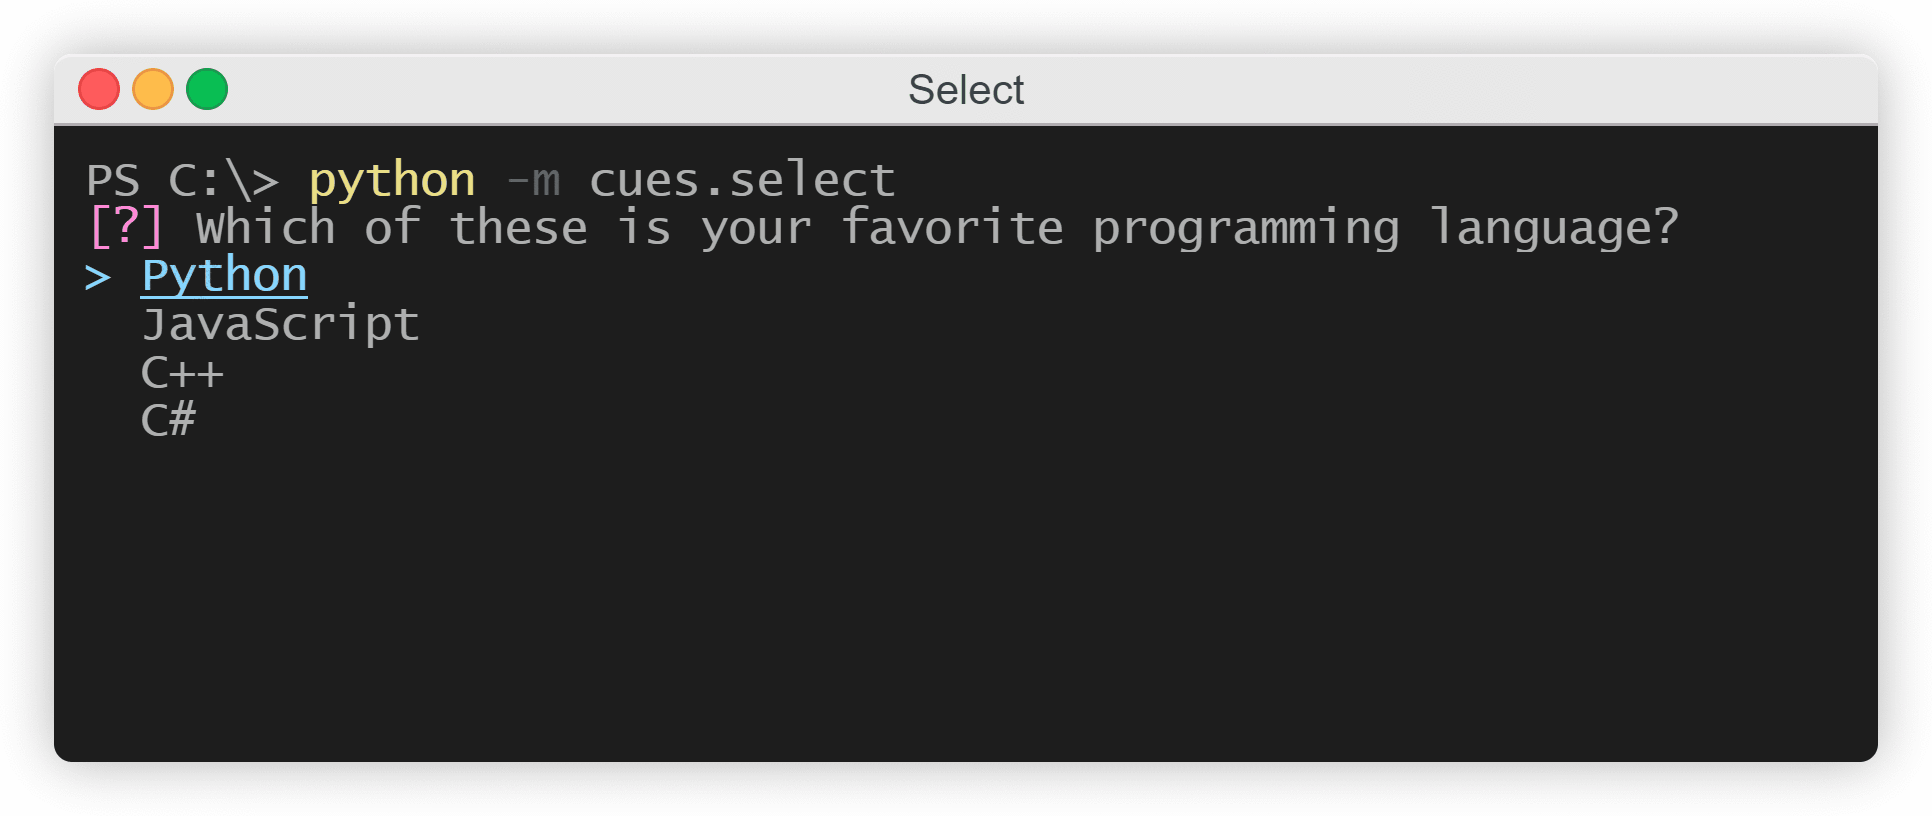 Select
PS C:\> python -m cues.select
[?] Which of these is your favorite programming language?
> Python
JavaScript
C++
C#